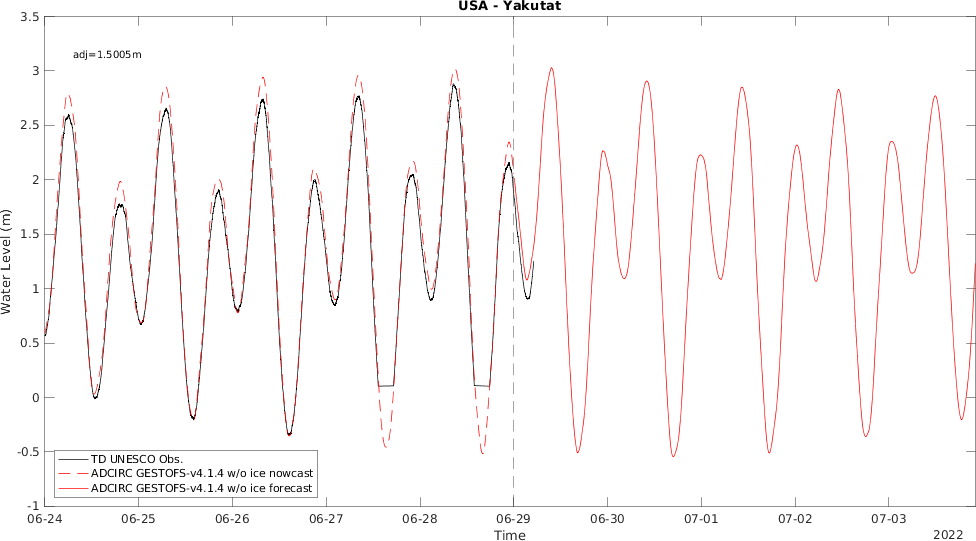 USA - Yakutat
adj=1.5005m
3.5
3
2.5
2
1.5
1
0.5
0
-0.5
-1
Water Level (m)
TD UNESCO Obs.
ADCIRC GESTOFS-v4.1.4 w/o ice nowcast
ADCIRC GESTOFS-v4.1.4 w/o ice forecast
06-24 06-25 06-26 06-27 06-28 06-29 06-30 07-01 07-02 07-03
Time
2022